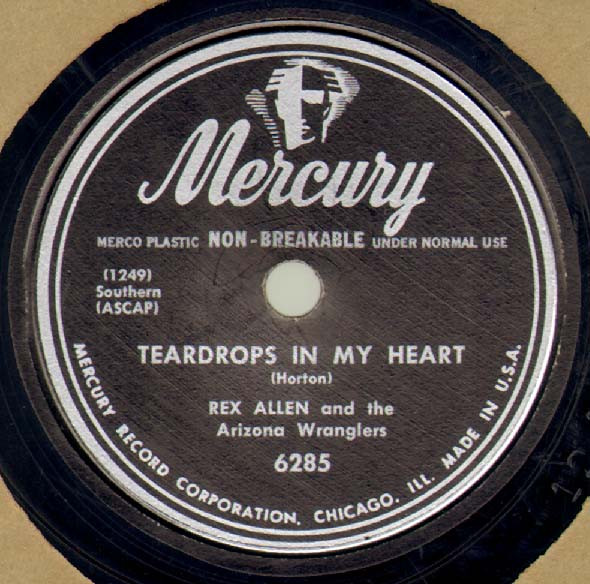 Mercury
MERCO PLASTIC NON-BREAKABLE UNDER NORMAL USE
(1249)
Southern
(ASCAP)
TEARDROPS IN MY HEART
(Horton)
REX ALLEN and the
Arizona Wranglers
6285
MERCURY RECORD CORPORATION, CHICAGO, ILL. MADE IN U.S.A.